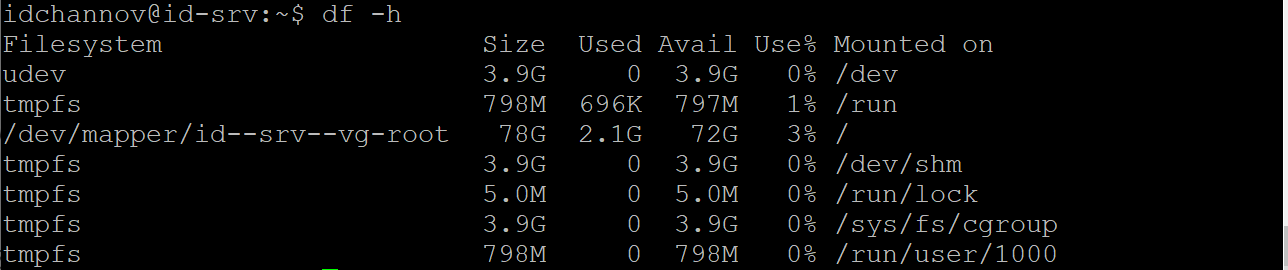 idchannov@id-srv:~$ df -h
Filesystem                   Size  Used Avail Use% Mounted on
udev                         3.9G     0  3.9G   0% /dev
tmpfs                        798M  696K  797M   1% /run
/dev/mapper/id--srv--vg-root   78G  2.1G   72G   3% /
tmpfs                        3.9G     0  3.9G   0% /dev/shm
tmpfs                        5.0M     0  5.0M   0% /run/lock
tmpfs                        3.9G     0  3.9G   0% /sys/fs/cgroup
tmpfs                        798M     0  798M   0% /run/user/1000